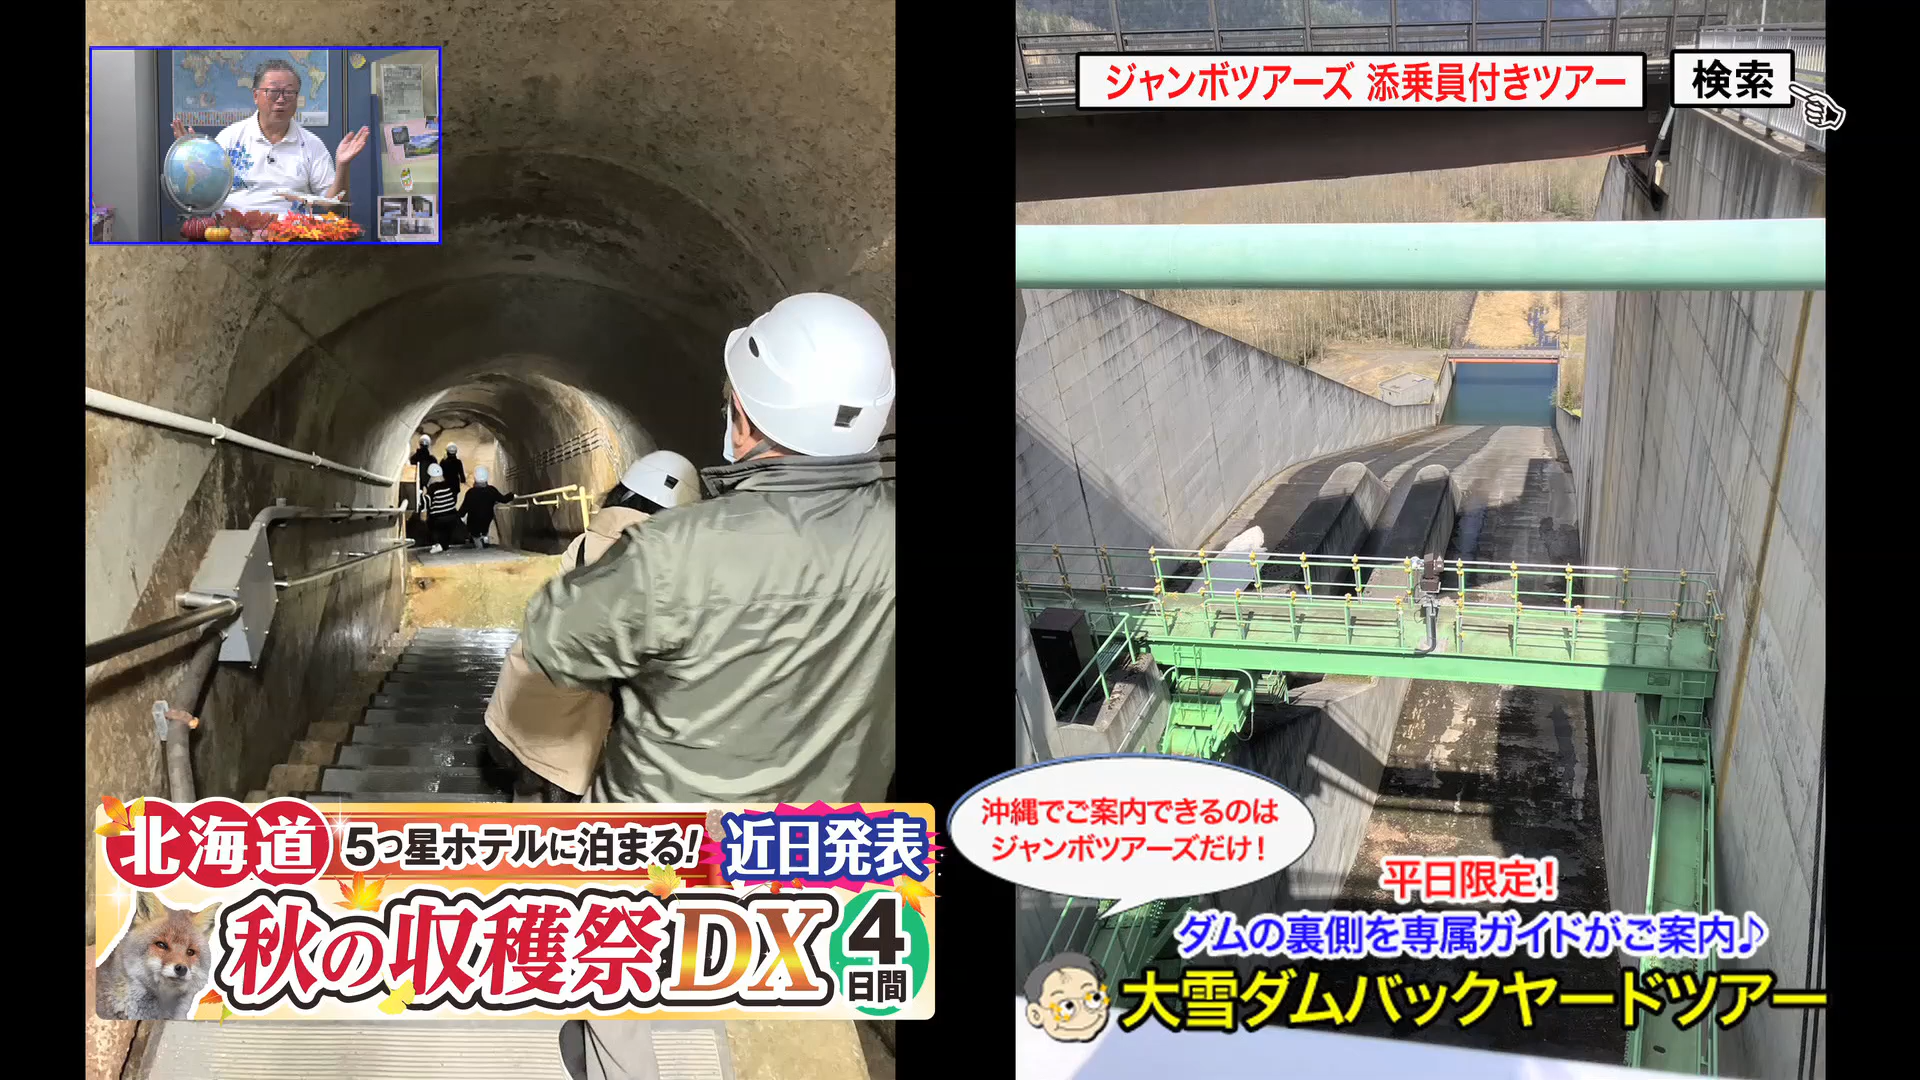 ジャンボツアーズ 添乗員付きツアー
検索
北海道
5つ星ホテルに泊まる!
近日発表
秋の収穫祭DX
4日間
沖縄でご案内できるのは
ジャンボツアーズだけ!
平日限定!
ダムの裏側を専属ガイドがご案内♪
大雪ダムバックヤードツアー